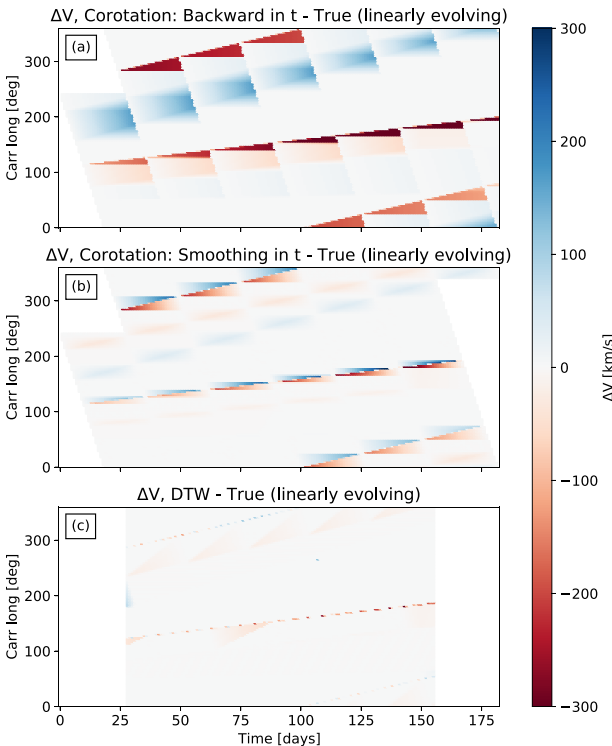 ΔV, Corotation: Backward in t - True (linearly evolving)
(a)
300
200
100
0
Carr long [deg]
ΔV, Corotation: Smoothing in t - True (linearly evolving)
(b)
300
200
100
0
Carr long [deg]
ΔV, DTW - True (linearly evolving)
(c)
300
200
100
0
Carr long [deg]
0 25 50 75 100 125 150 175
Time [days]
300
200
100
0
−100
−200
−300
ΔV [km/s]